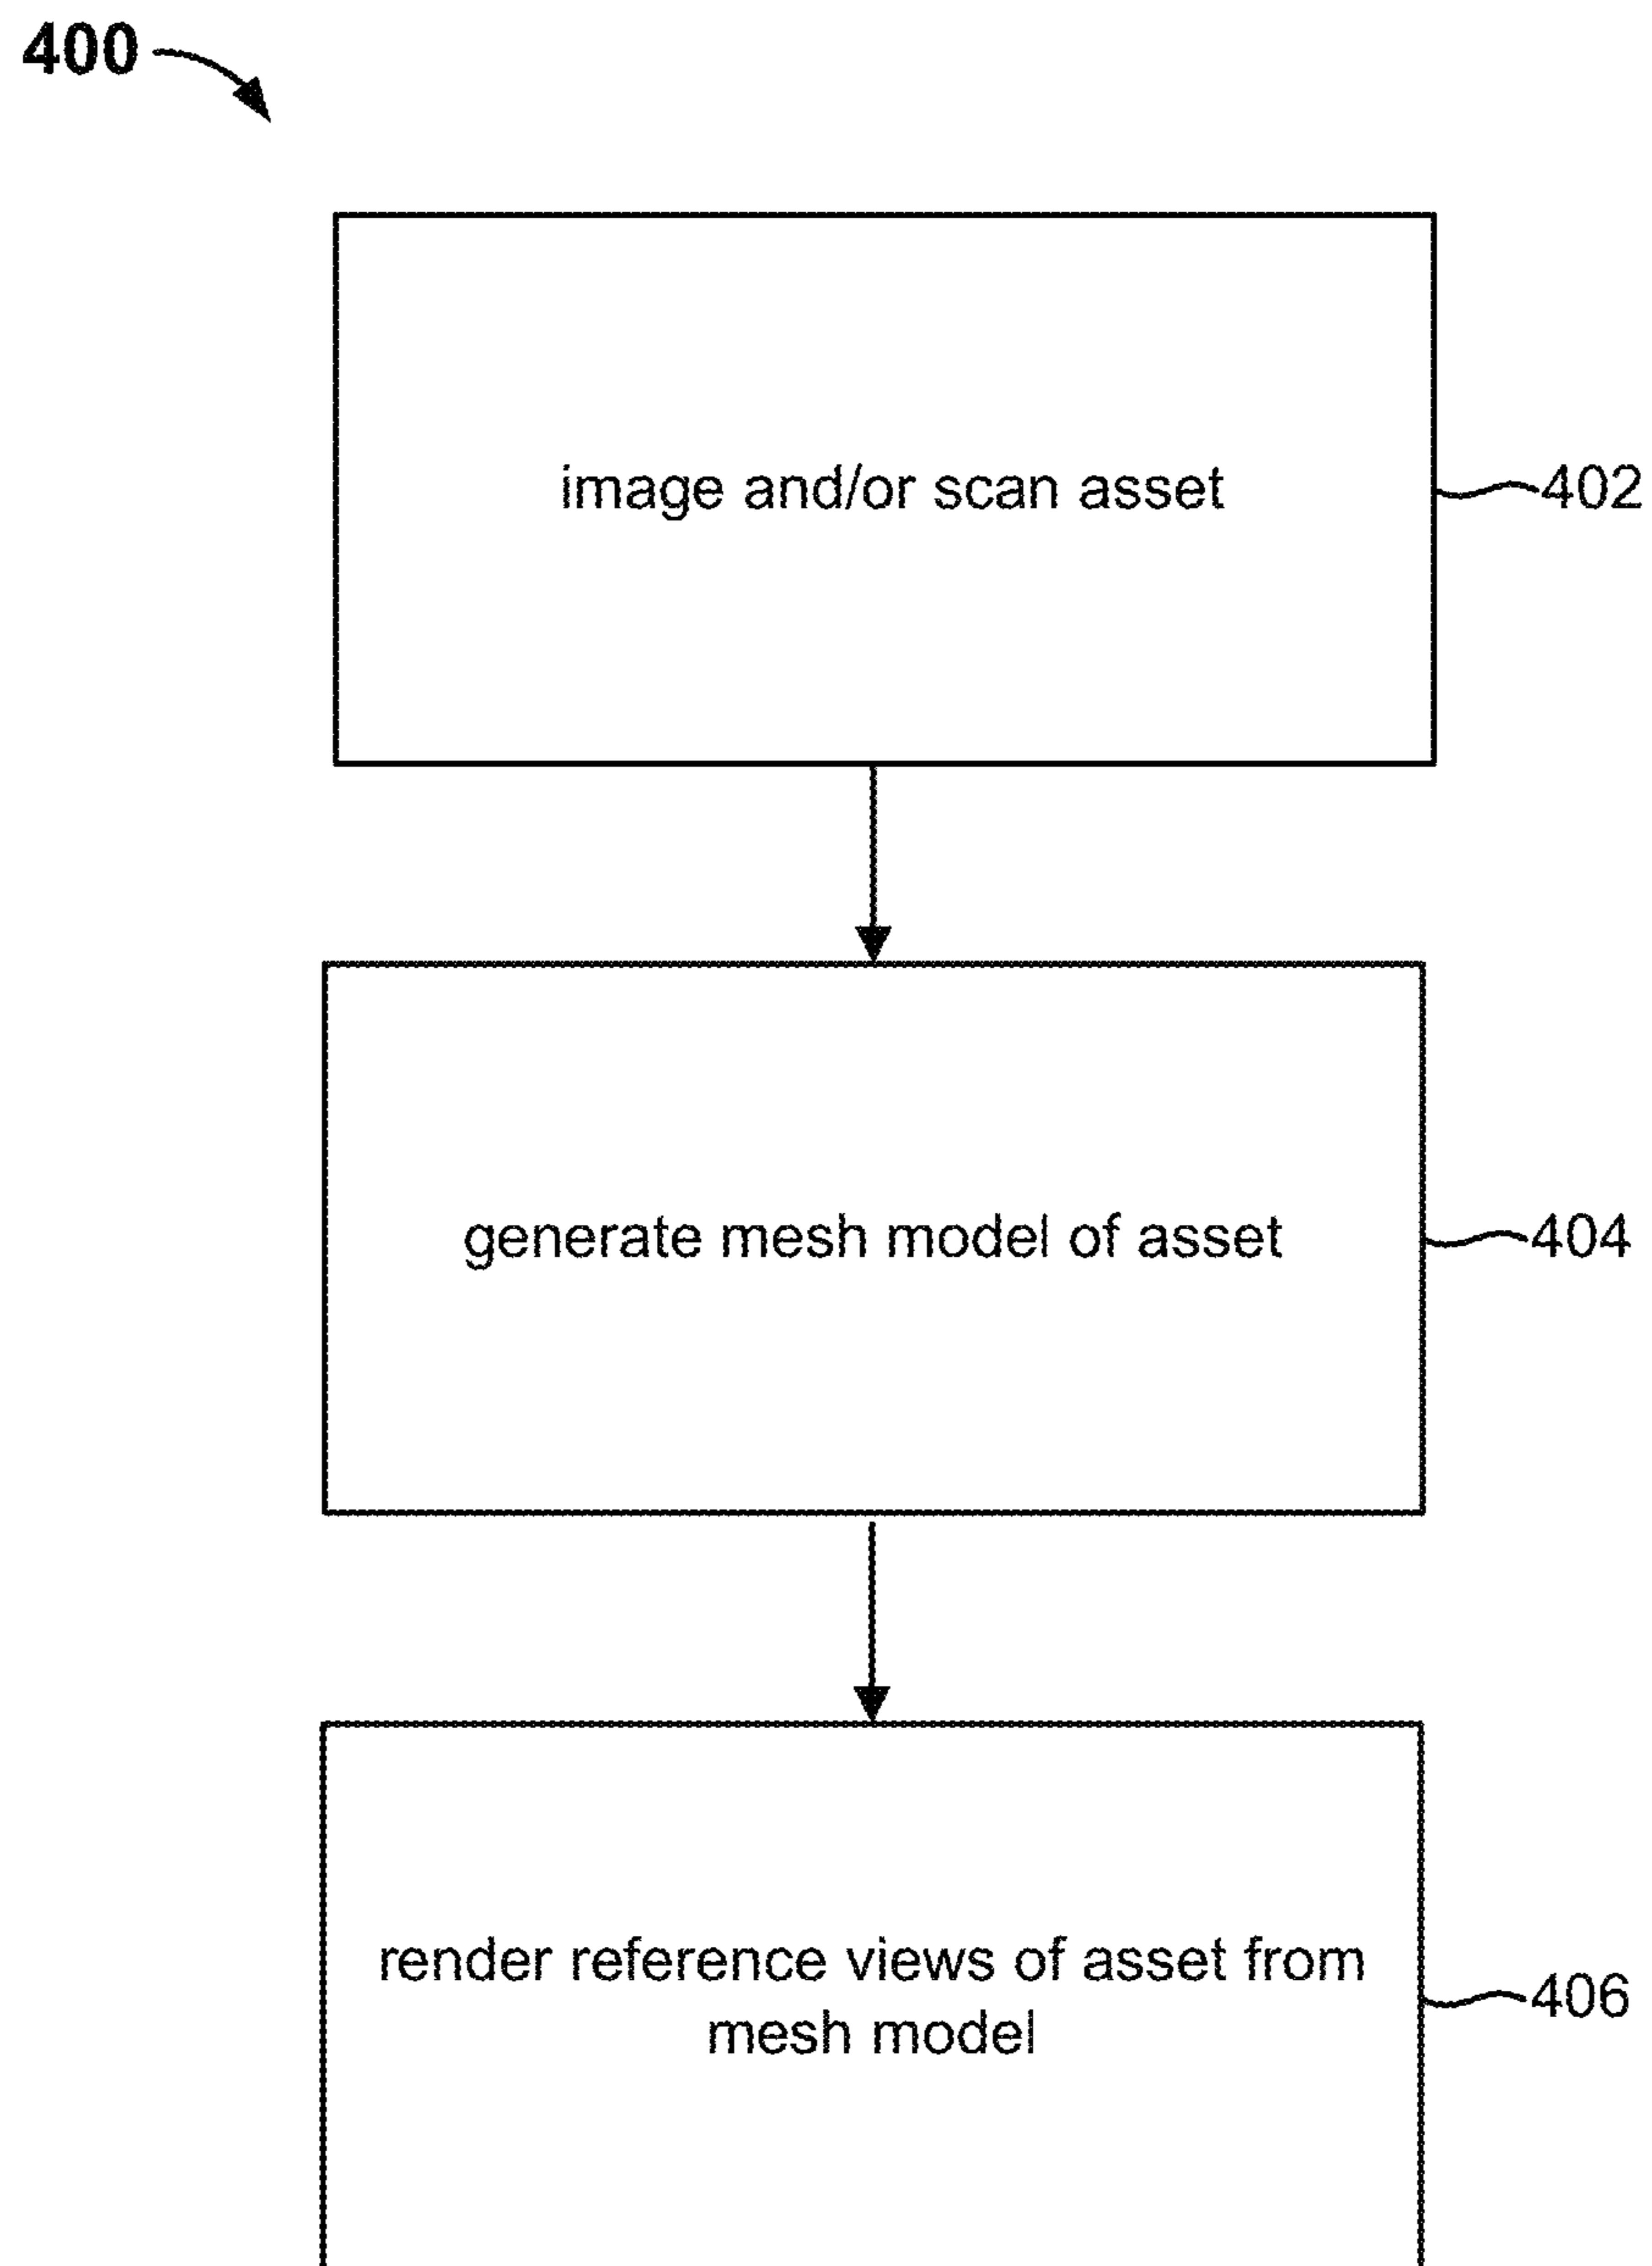 400
image and/or scan asset
402
generate mesh model of asset
404
render reference views of asset from
mesh model
406